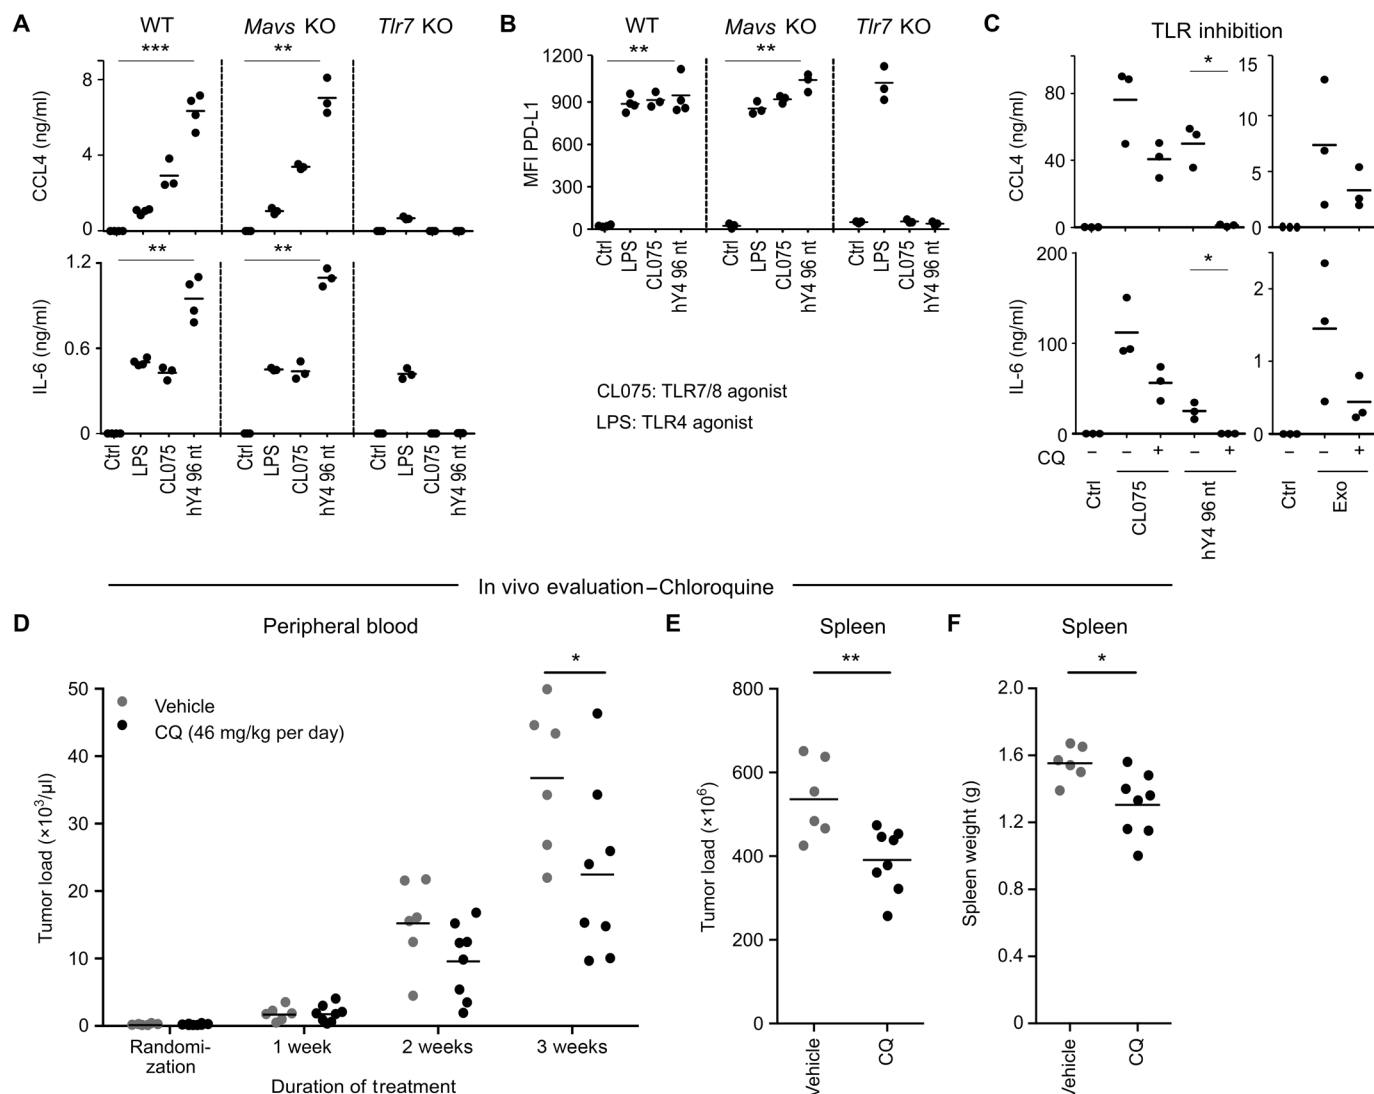 A
WT
Mavs KO
Tlr7 KO
***
**
8
4
0
CCL4 (ng/ml)
**
**
1.2
0.6
0
IL-6 (ng/ml)
Ctrl
LPS
CL075
hY4 96 nt
Ctrl
LPS
CL075
hY4 96 nt
Ctrl
LPS
CL075
hY4 96 nt
B
WT
Mavs KO
Tlr7 KO
**
**
1200
900
600
300
0
MFI PD-L1
Ctrl
LPS
CL075
hY4 96 nt
Ctrl
LPS
CL075
hY4 96 nt
Ctrl
LPS
CL075
hY4 96 nt
CL075: TLR7/8 agonist
LPS: TLR4 agonist
C
TLR inhibition
*
80
40
0
CCL4 (ng/ml)
15
10
5
0
*
200
100
0
IL-6 (ng/ml)
2
1
0
CQ – – + – + – – +
Ctrl
CL075
hY4 96 nt
Ctrl
Exo
In vivo evaluation–Chloroquine
D
Peripheral blood
*
Vehicle
CQ (46 mg/kg per day)
50
40
30
20
10
0
Tumor load (×10³/µl)
Randomi-
zation
1 week
2 weeks
3 weeks
Duration of treatment
E
Spleen
**
800
600
400
200
0
Tumor load (×10⁶)
Vehicle
CQ
F
Spleen
*
2.0
1.6
1.2
0.8
0.4
0
Spleen weight (g)
Vehicle
CQ